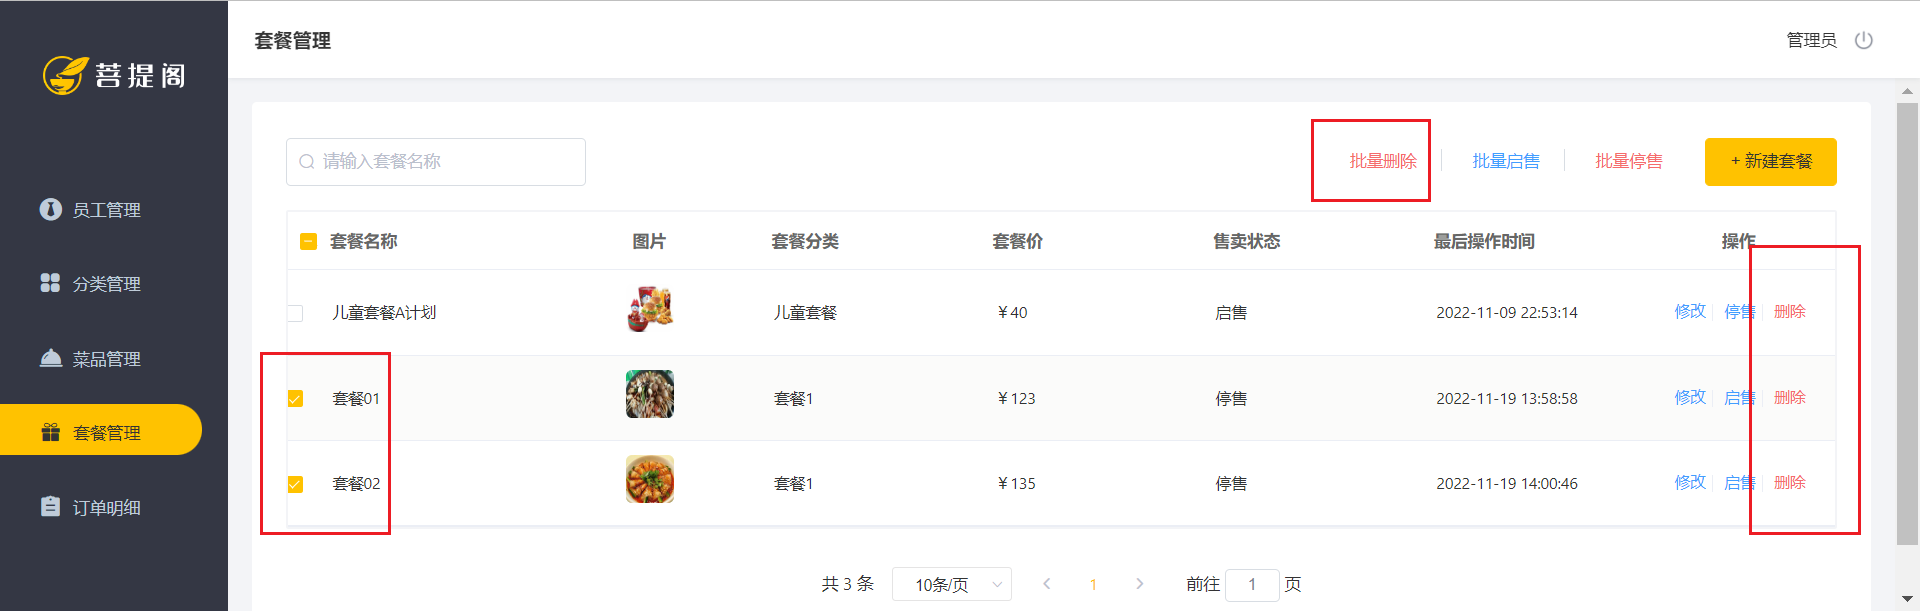 菩提阁
员工管理
分类管理
菜品管理
套餐管理
订单明细
套餐管理
管理员
请输入套餐名称
批量删除 批量启售 批量停售 + 新建套餐
套餐名称 图片 套餐分类 套餐价 售卖状态 最后操作时间 操作
儿童套餐A计划 儿童套餐 ￥40 启售 2022-11-09 22:53:14 修改 停售 删除
套餐01 套餐1 ￥123 停售 2022-11-19 13:58:58 修改 启售 删除
套餐02 套餐1 ￥135 停售 2022-11-19 14:00:46 修改 启售 删除
共 3 条 10条/页 1 前往 1 页